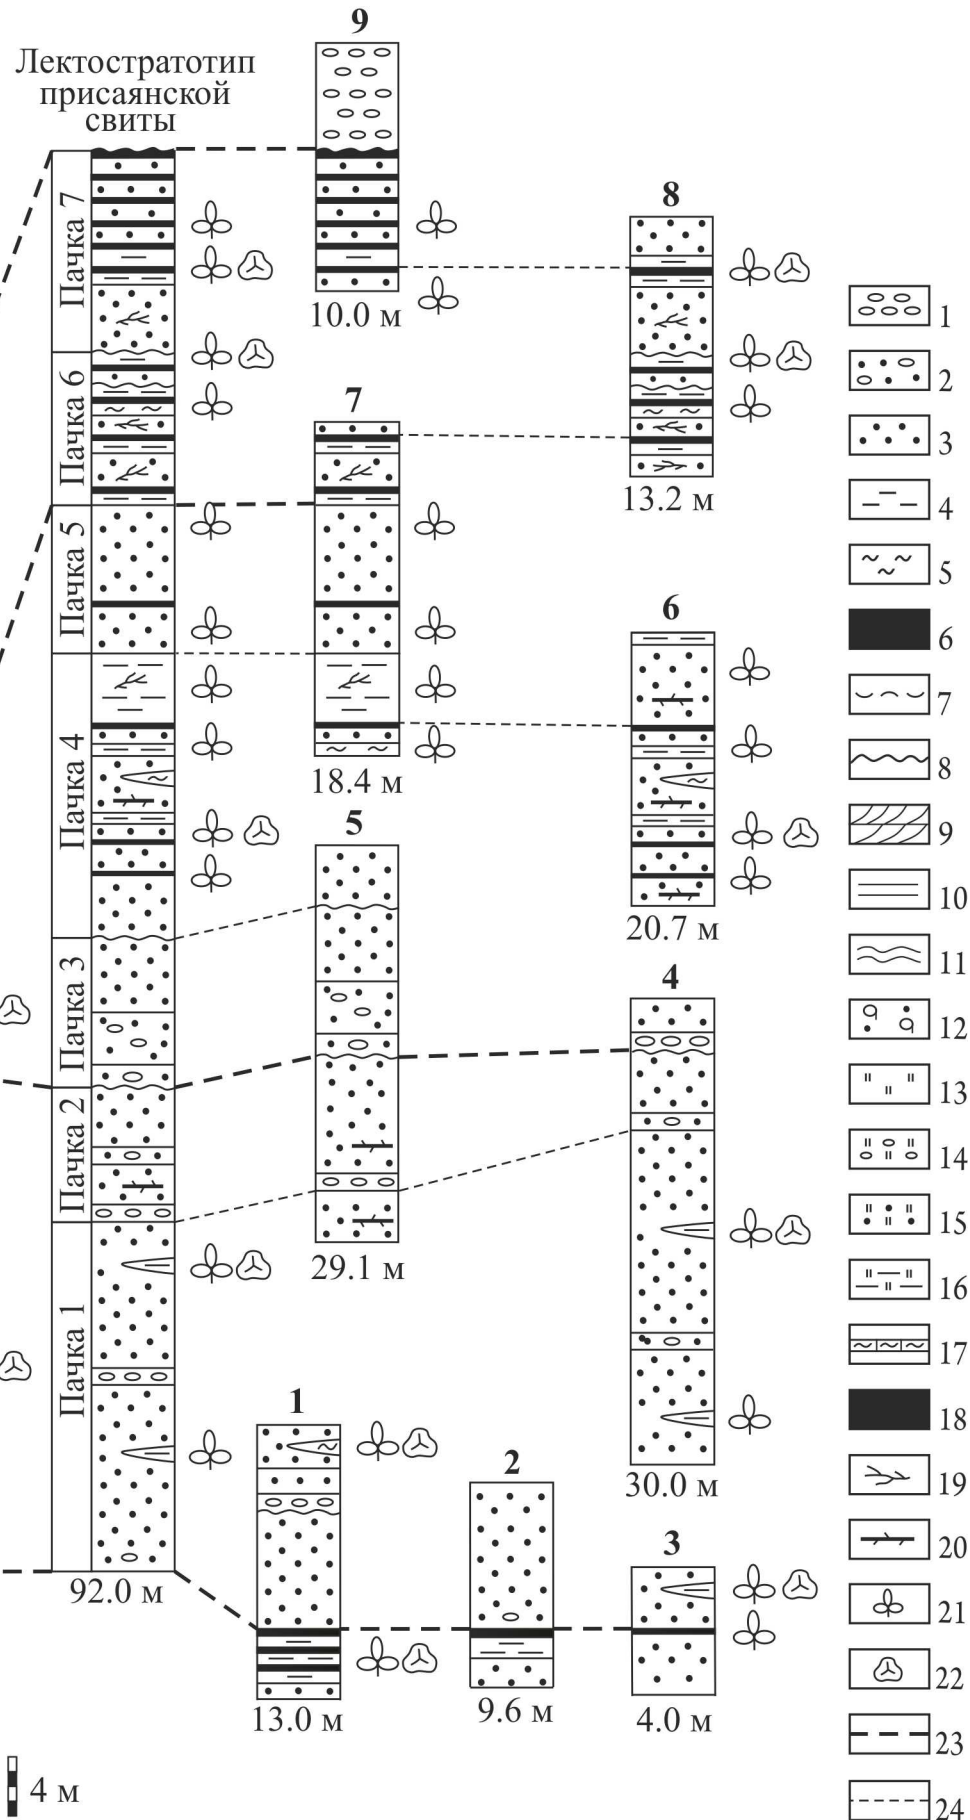 9
Лектостратотип
присаянской
свиты
Пачка 7
8
1
10.0 м
2
Пачка 6
7
3
13.2 м
4
Пачка 5
5
6
6
Пачка 4
7
18.4 м
8
5
9
10
20.7 м
11
4
Пачка 3
12
13
Пачка 2
14
15
29.1 м
16
Пачка 1
17
1
18
2
19
30.0 м
3
20
92.0 м
21
22
13.0 м
9.6 м
4.0 м
23
4 м
24